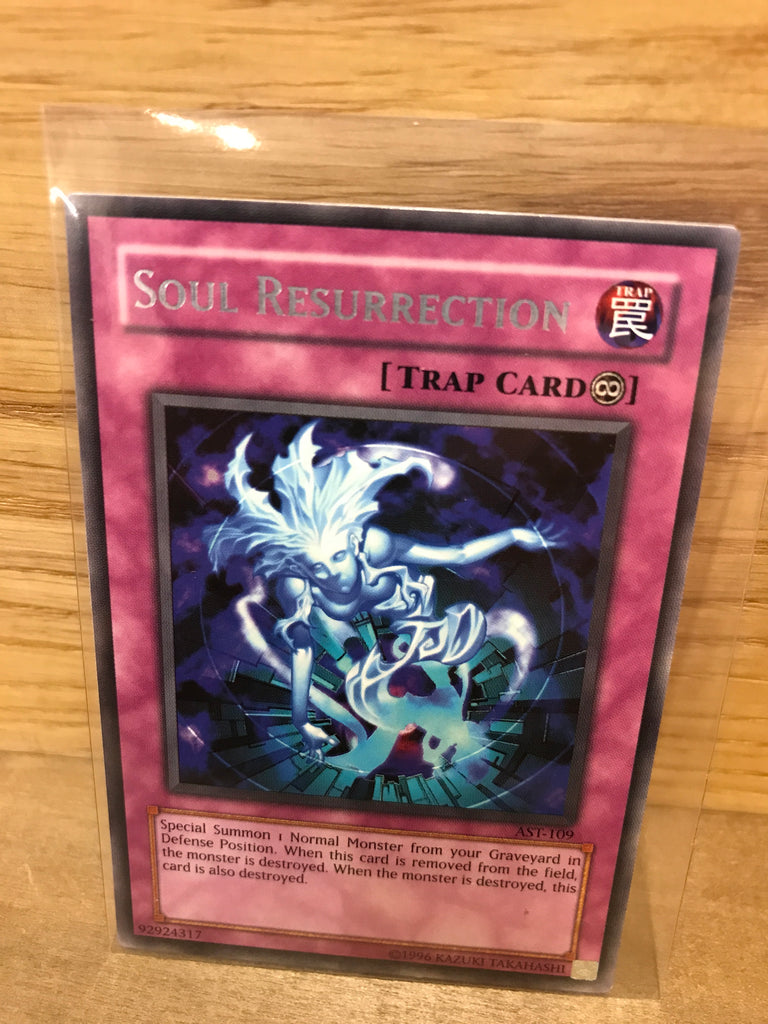 SOUL RESURRECTION
TRAP
罠
[TRAP CARD∞]
AST-109
Special Summon 1 Normal Monster from your Graveyard in
Defense Position. When this card is removed from the field,
the monster is destroyed. When the monster is destroyed, this
card is also destroyed.
92924317
©1996 KAZUKI TAKAHASHI